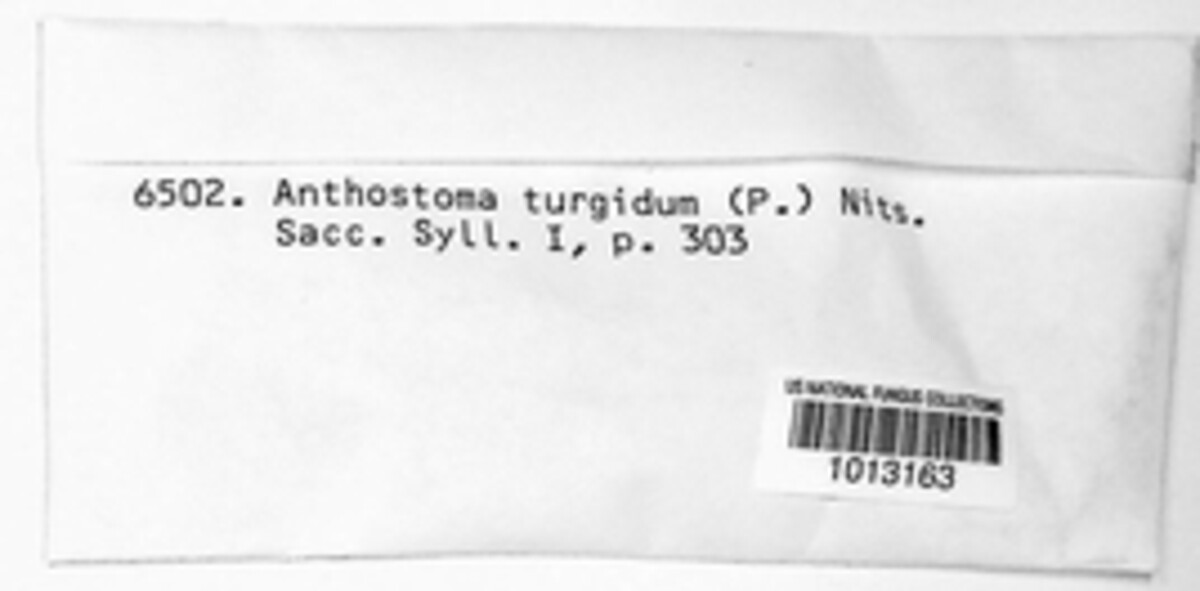 6502. Anthostoma turgidum (P.) Nits.
Sacc. Syll. I, p. 303
US NATIONAL FUNGUS COLLECTIONS
1013163